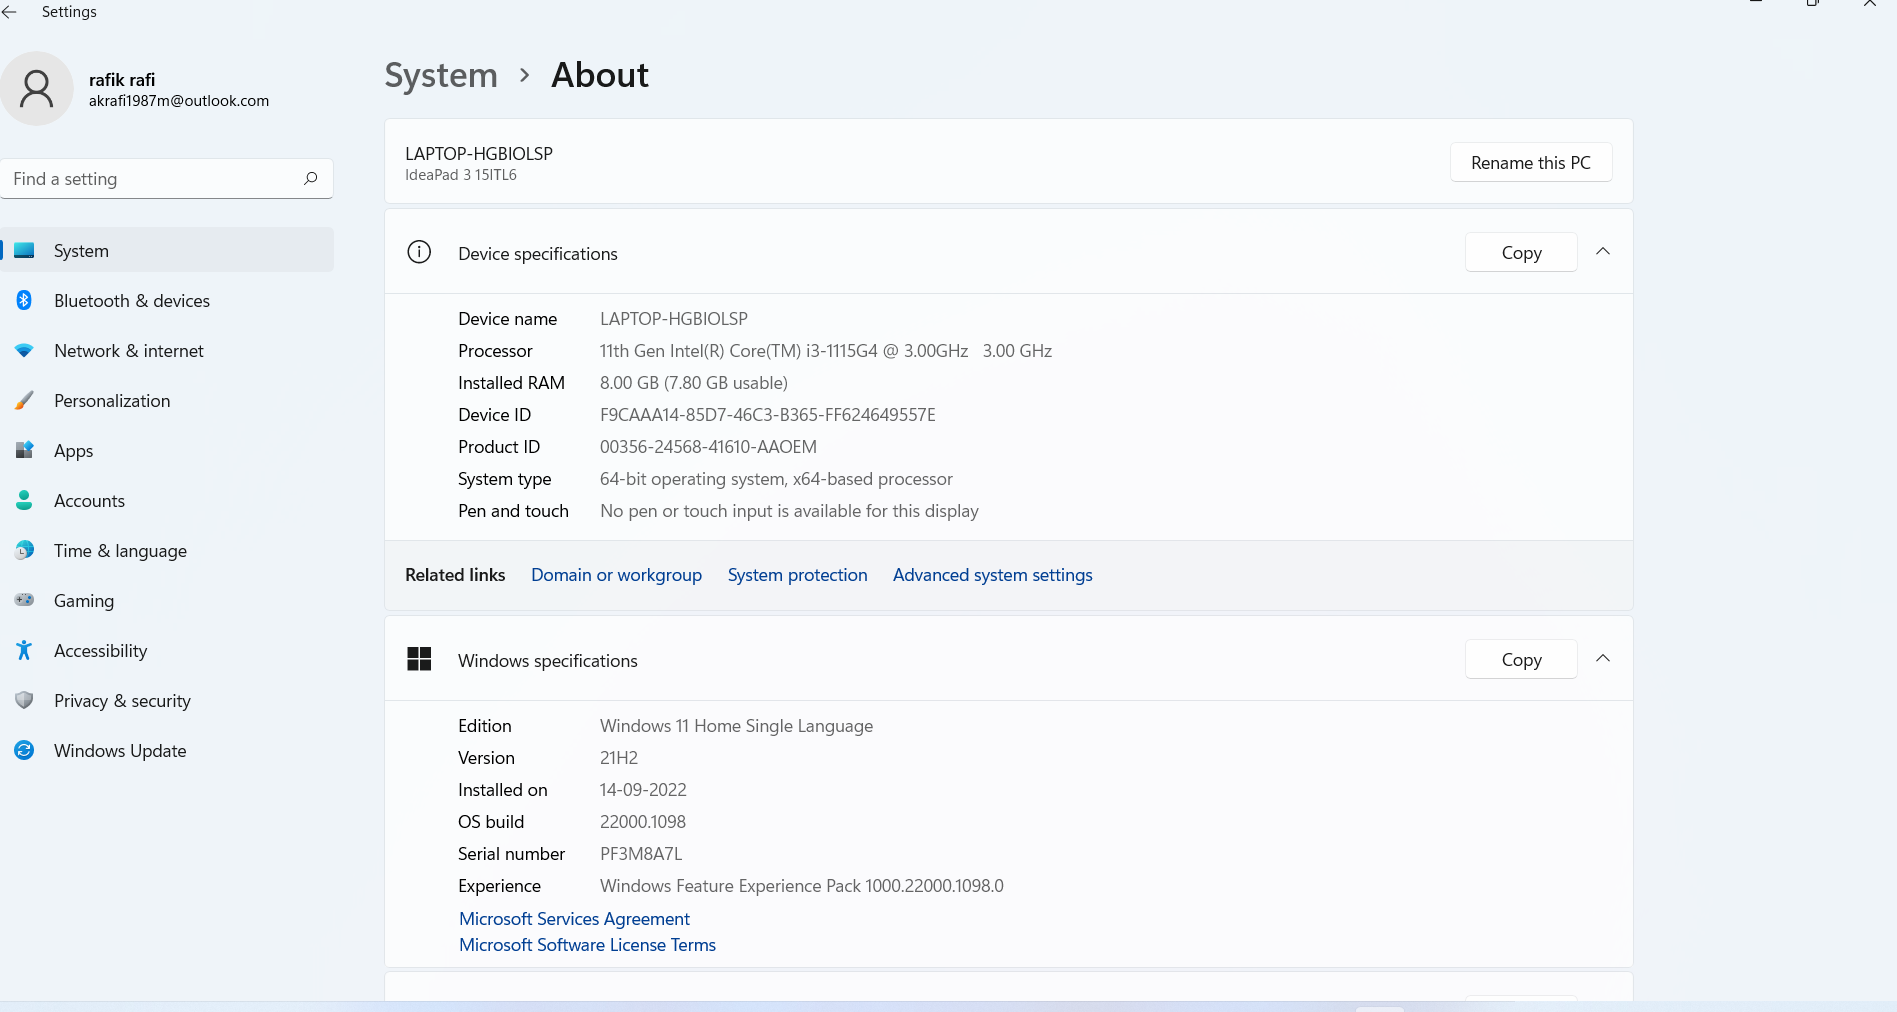 Settings
rafik rafi
akrafi1987m@outlook.com
Find a setting
System
Bluetooth & devices
Network & internet
Personalization
Apps
Accounts
Time & language
Gaming
Accessibility
Privacy & security
Windows Update
System > About
LAPTOP-HGBIOLSP
IdeaPad 3 15ITL6
Rename this PC
Device specifications
Copy
Device name LAPTOP-HGBIOLSP
Processor 11th Gen Intel(R) Core(TM) i3-1115G4 @ 3.00GHz 3.00 GHz
Installed RAM 8.00 GB (7.80 GB usable)
Device ID F9CAAA14-85D7-46C3-B365-FF624649557E
Product ID 00356-24568-41610-AAOEM
System type 64-bit operating system, x64-based processor
Pen and touch No pen or touch input is available for this display
Related links Domain or workgroup System protection Advanced system settings
Windows specifications
Copy
Edition Windows 11 Home Single Language
Version 21H2
Installed on 14-09-2022
OS build 22000.1098
Serial number PF3M8A7L
Experience Windows Feature Experience Pack 1000.22000.1098.0
Microsoft Services Agreement
Microsoft Software License Terms